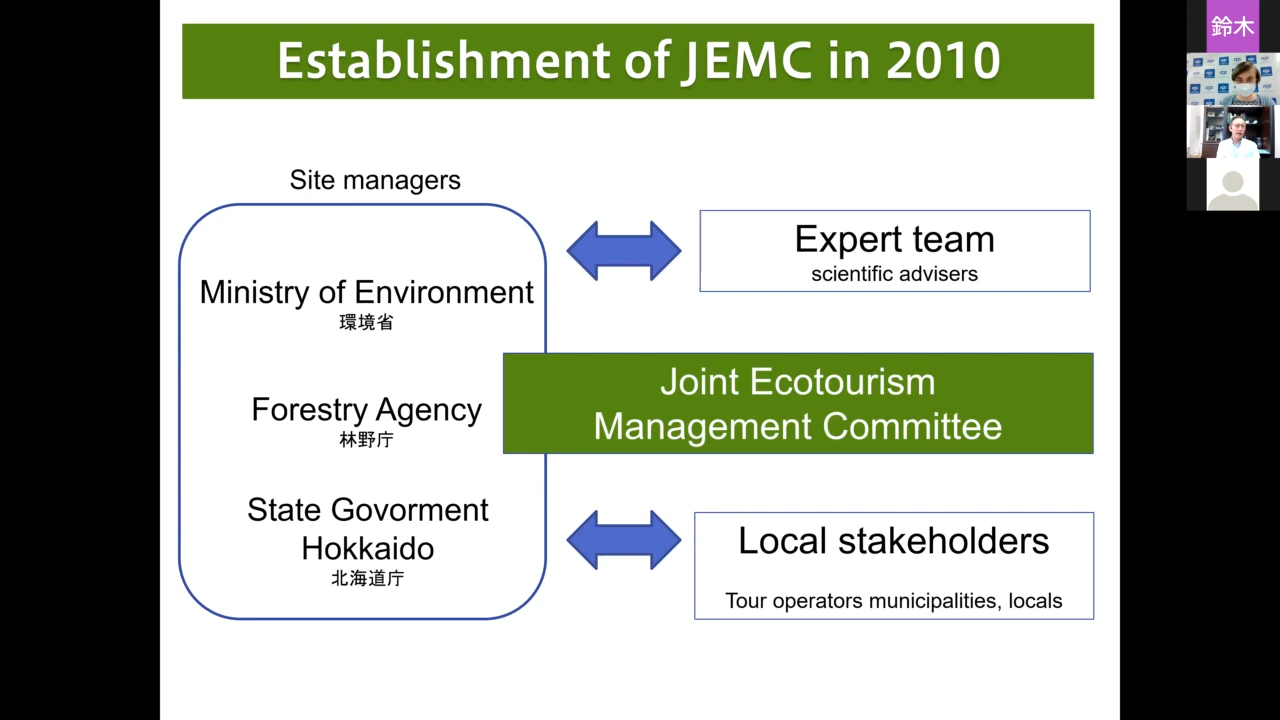 Establishment of JEMC in 2010
鈴木
Site managers
Ministry of Environment
環境省
Forestry Agency
林野庁
State Govorment
Hokkaido
北海道庁
Expert team
scientific advisers
Joint Ecotourism
Management Committee
Local stakeholders
Tour operators municipalities, locals